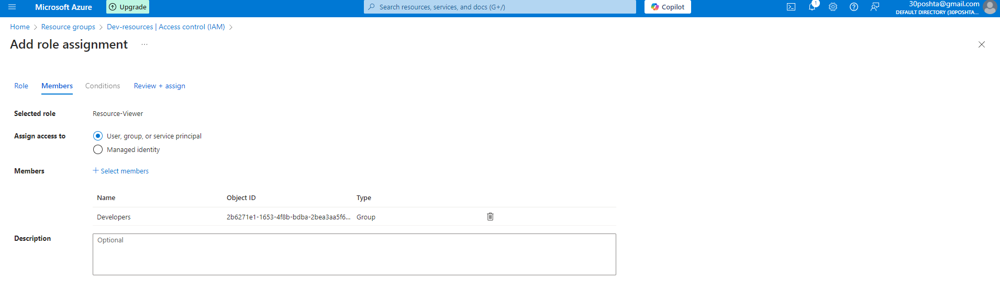 Microsoft Azure Upgrade Search resources, services, and docs (G+/) Copilot 1 30poshta@gmail.com
DEFAULT DIRECTORY (30POSHTA...
Home > Resource groups > Dev-resources | Access control (IAM) >
Add role assignment ...
Role Members Conditions Review + assign
Selected role Resource-Viewer
Assign access to User, group, or service principal
Managed identity
Members + Select members
Name Object ID Type
Developers 2b6271e1-1653-4f8b-bdba-2bea3aa5f6... Group
Description Optional